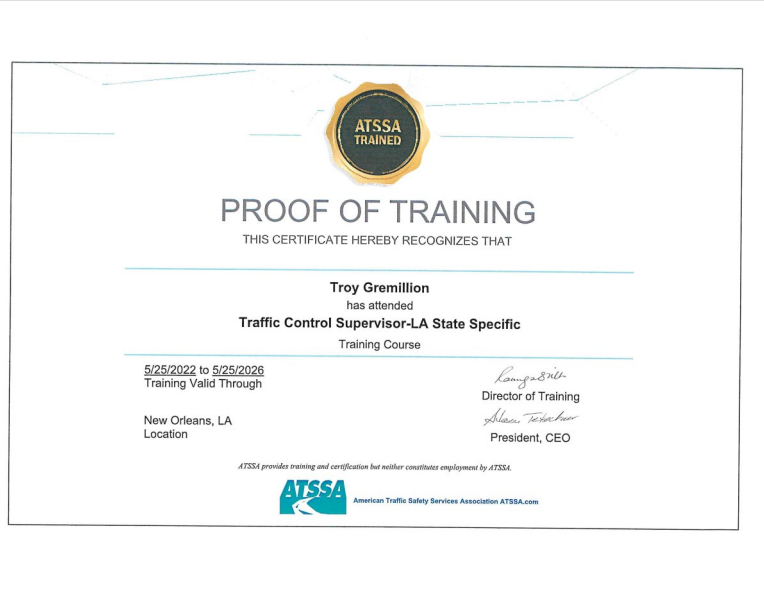 ATSSA
TRAINED
PROOF OF TRAINING
THIS CERTIFICATE HEREBY RECOGNIZES THAT
Troy Gremillion
has attended
Traffic Control Supervisor-LA State Specific
Training Course
5/25/2022 to 5/25/2026
Training Valid Through
Director of Training
New Orleans, LA
Location
President, CEO
ATSSA provides training and certification but neither constitutes employment by ATSSA.
ATSSA
American Traffic Safety Services Association ATSSA.com